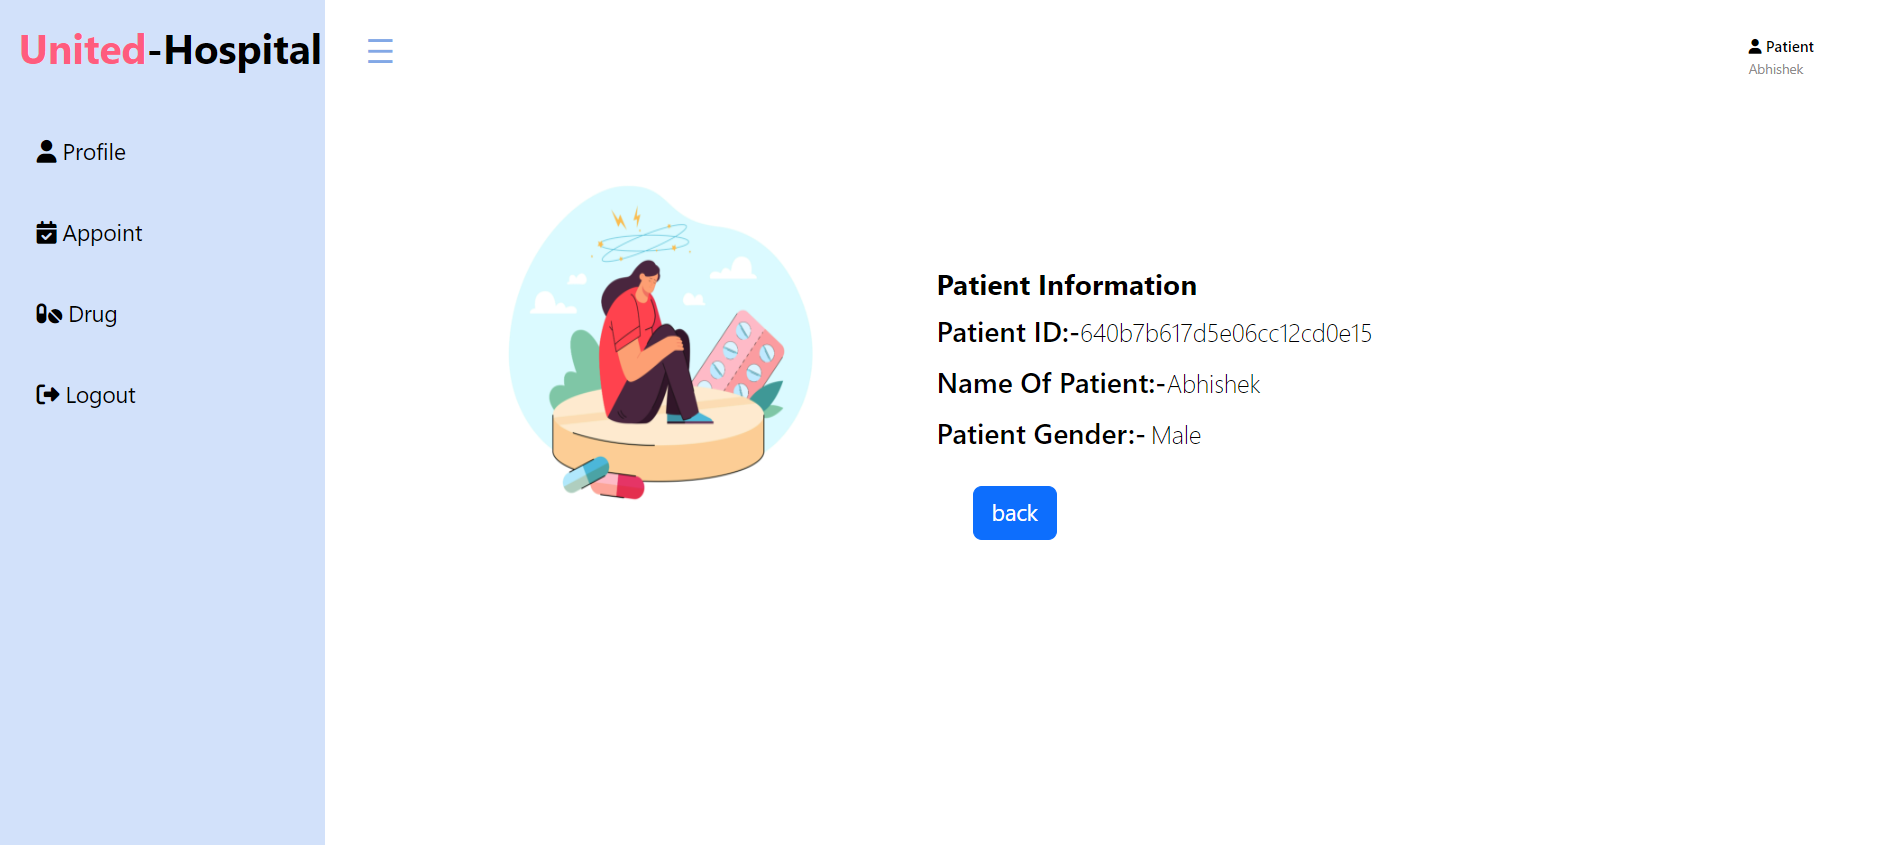 United-Hospital
Profile
Appoint
Drug
Logout
Patient
Abhishek
Patient Information
Patient ID:-640b7b617d5e06cc12cd0e15
Name Of Patient:-Abhishek
Patient Gender:- Male
back